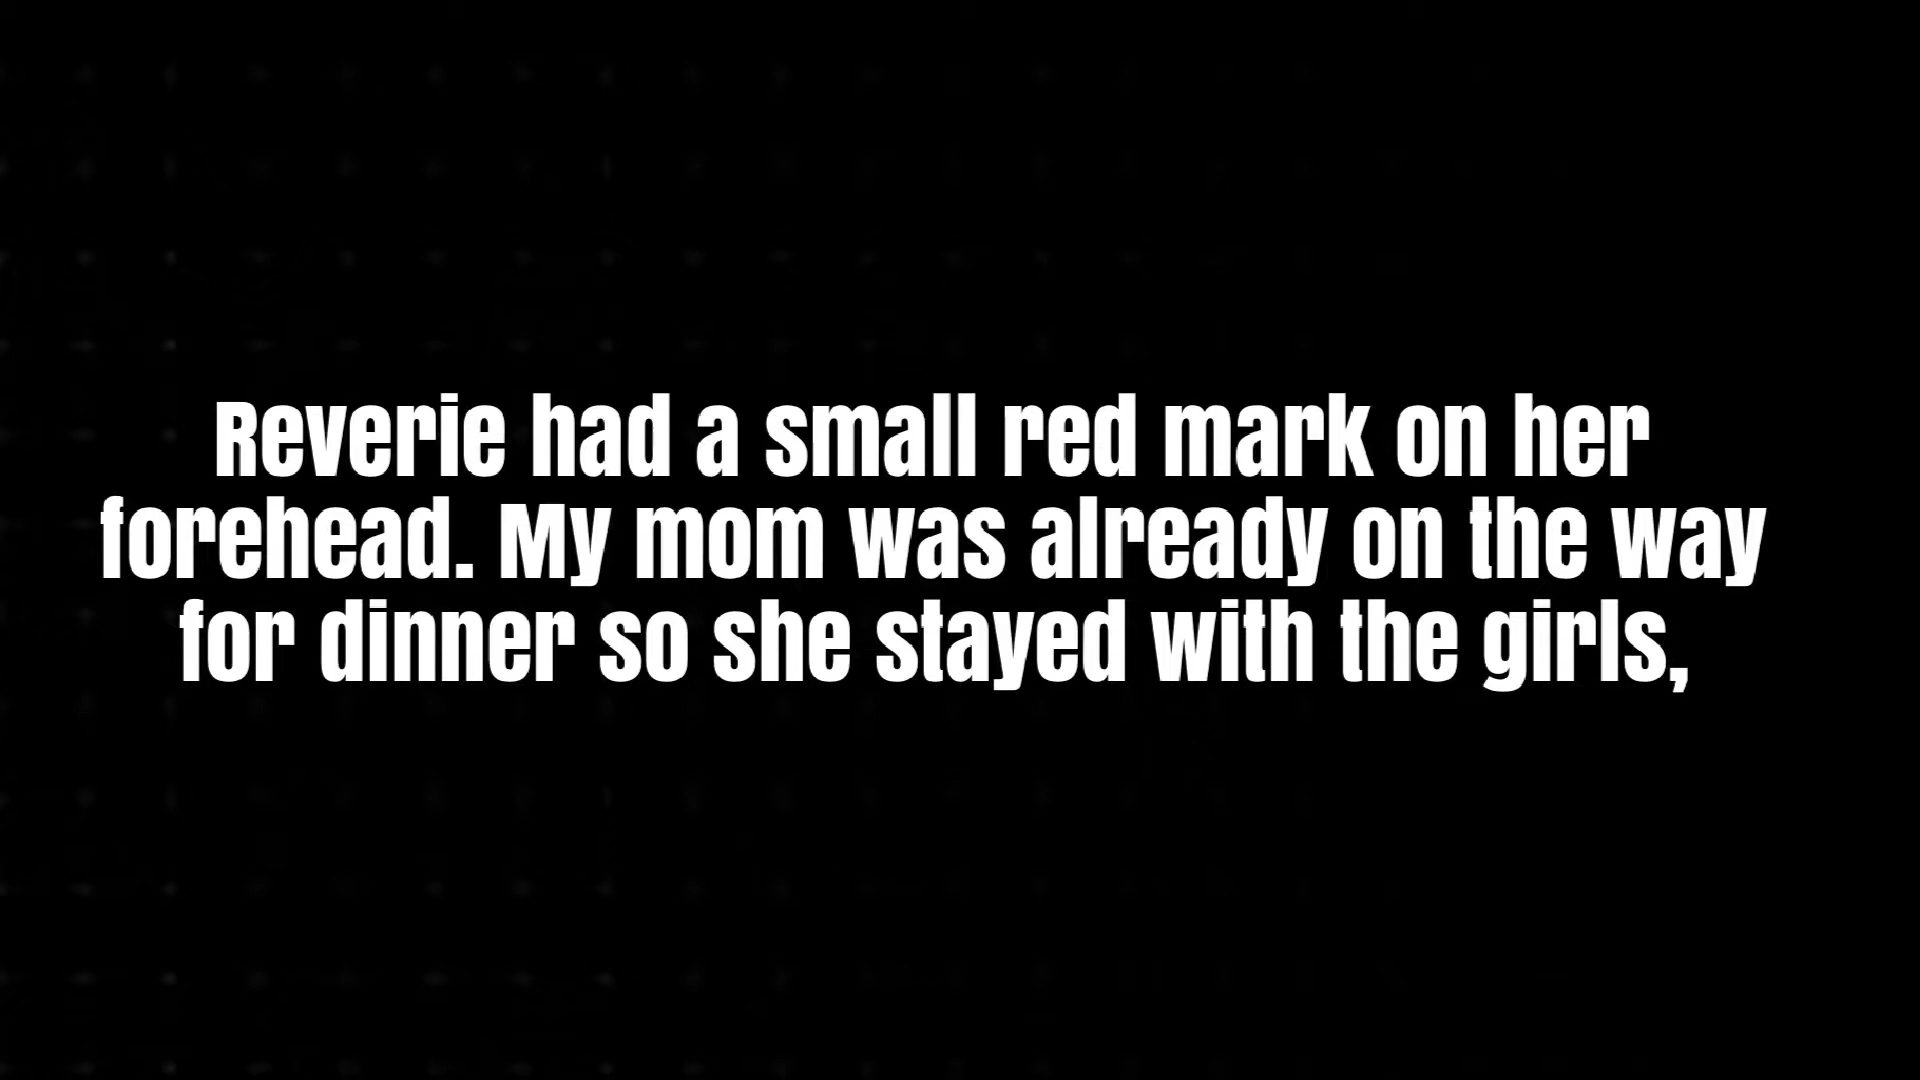 Reverie had a small red mark on her
forehead. My mom was already on the way
for dinner so she stayed with the girls,